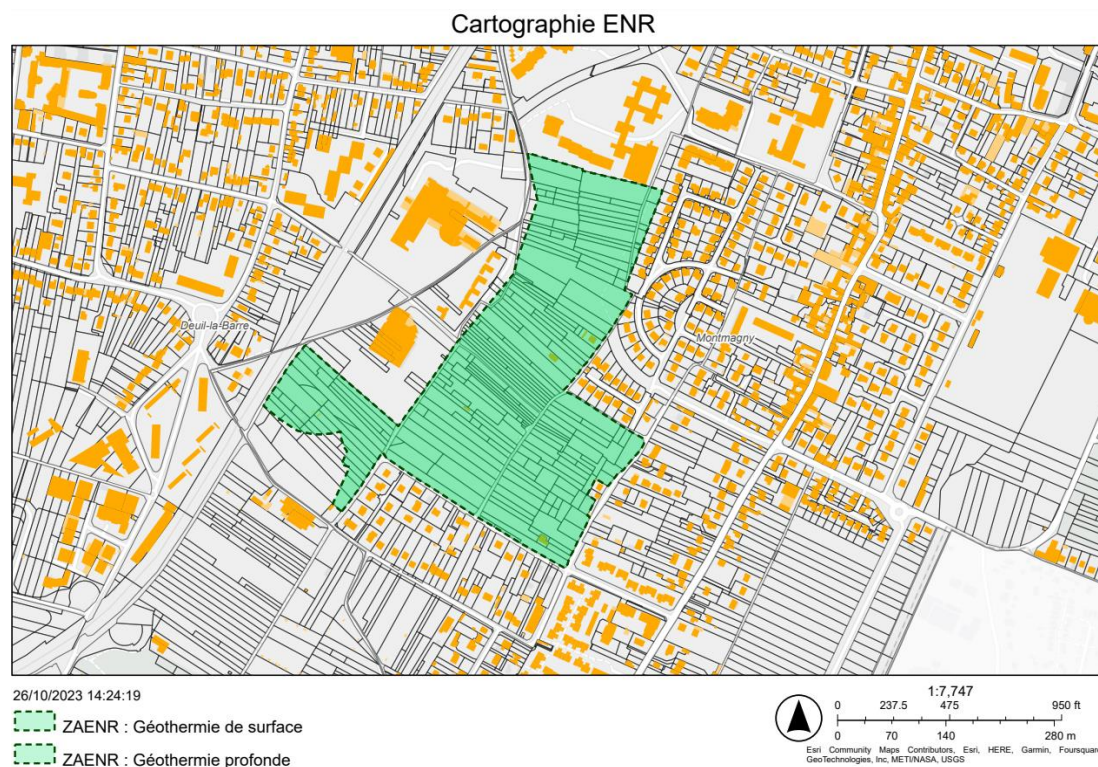 Cartographie ENR
Deuil-la-Barre
Montmagny
26/10/2023 14:24:19
ZAENR : Géothermie de surface
ZAENR : Géothermie profonde
1:7,747
0 237.5 475 950 ft
0 70 140 280 m
Esri Community Maps Contributors, Esri, HERE, Garmin, Foursquare,
GeoTechnologies, Inc, METI/NASA, USGS